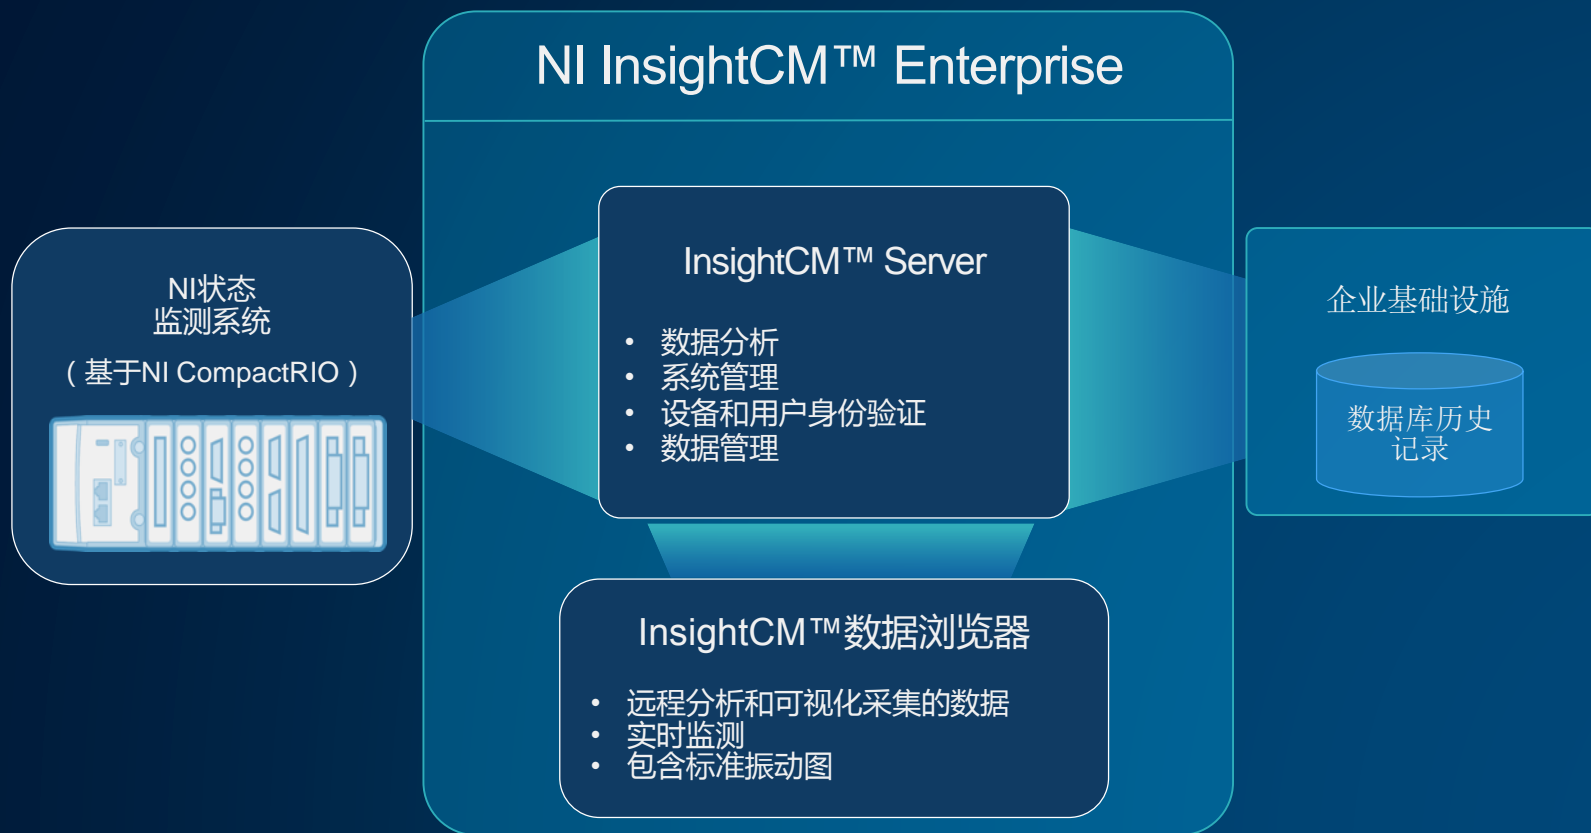 NI InsightCM™ Enterprise
NI状态
监测系统
（基于NI CompactRIO）
InsightCM™ Server
• 数据分析
• 系统管理
• 设备和用户身份验证
• 数据管理
企业基础设施
数据库历史
记录
InsightCM™数据浏览器
• 远程分析和可视化采集的数据
• 实时监测
• 包含标准振动图